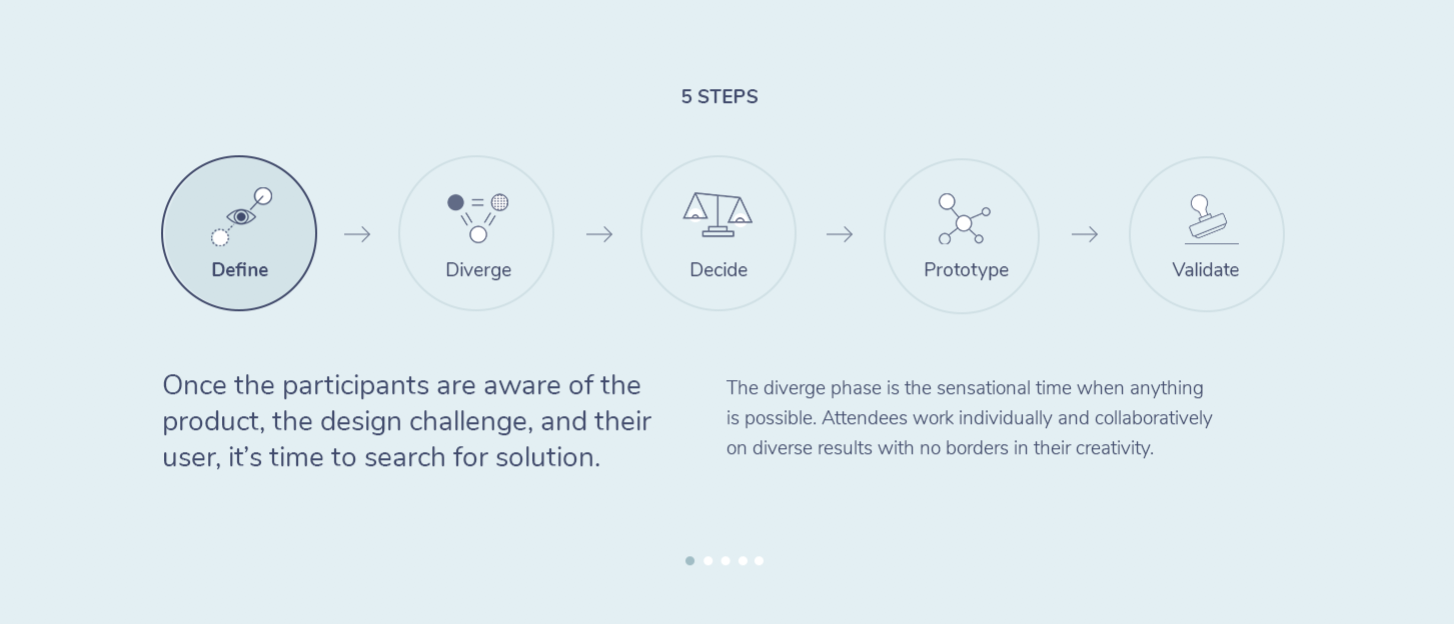 5 STEPS
Define
Diverge
Decide
Prototype
Validate
Once the participants are aware of the
product, the design challenge, and their
user, it’s time to search for solution.
The diverge phase is the sensational time when anything
is possible. Attendees work individually and collaboratively
on diverse results with no borders in their creativity.